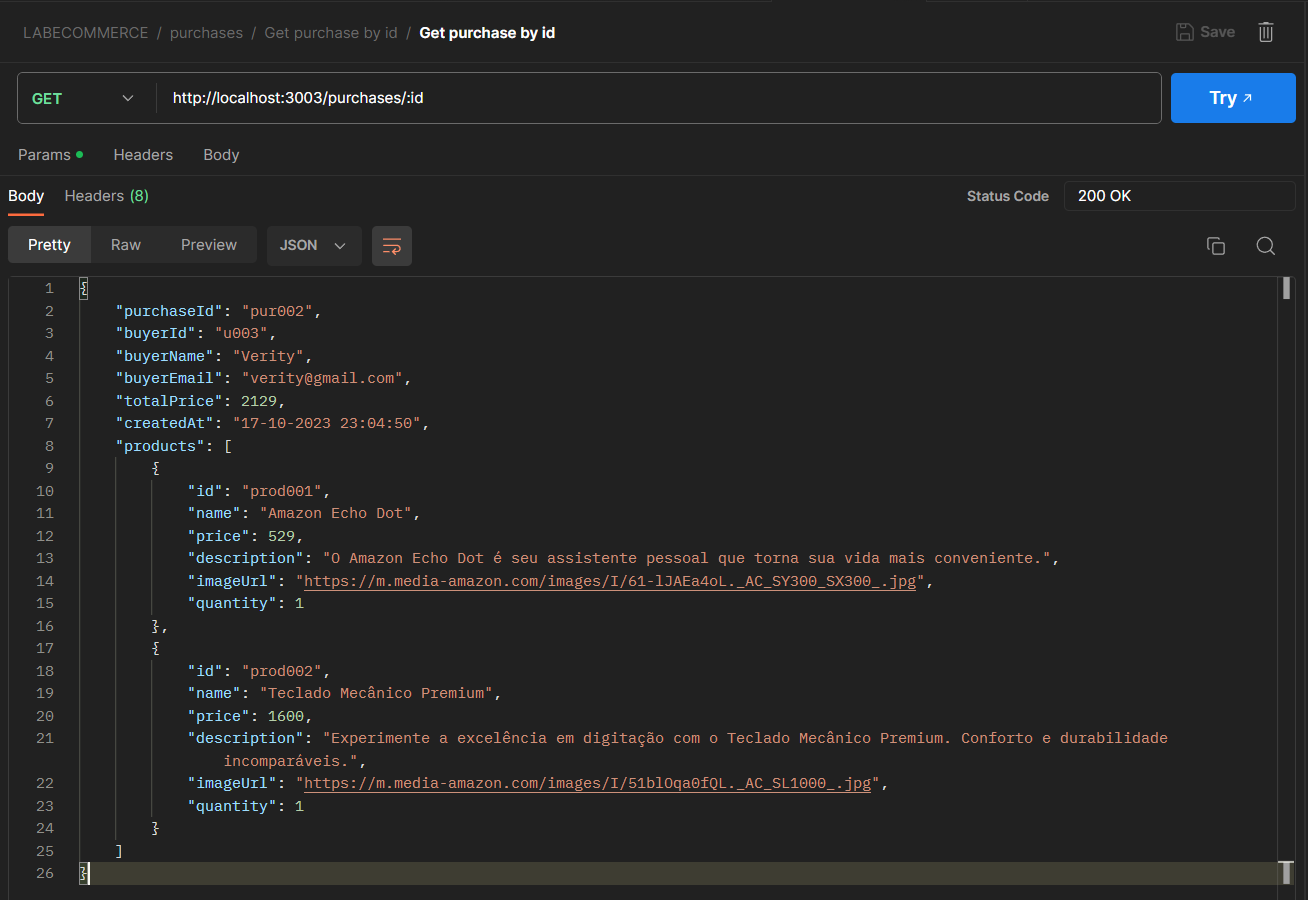 LABECOMMERCE / purchases / Get purchase by id / Get purchase by id
Save
GET
http://localhost:3003/purchases/:id
Try
Params Headers Body
Body Headers (8)
Status Code 200 OK
Pretty Raw Preview JSON
1 {
2 "purchaseId": "pur002",
3 "buyerId": "u003",
4 "buyerName": "Verity",
5 "buyerEmail": "verity@gmail.com",
6 "totalPrice": 2129,
7 "createdAt": "17-10-2023 23:04:50",
8 "products": [
9 {
10 "id": "prod001",
11 "name": "Amazon Echo Dot",
12 "price": 529,
13 "description": "O Amazon Echo Dot é seu assistente pessoal que torna sua vida mais conveniente.",
14 "imageUrl": "https://m.media-amazon.com/images/I/61-lJAEa4oL._AC_SY300_SX300_.jpg",
15 "quantity": 1
16 },
17 {
18 "id": "prod002",
19 "name": "Teclado Mecânico Premium",
20 "price": 1600,
21 "description": "Experimente a excelência em digitação com o Teclado Mecânico Premium. Conforto e durabilidade
incomparáveis.",
22 "imageUrl": "https://m.media-amazon.com/images/I/51blOqa0fQL._AC_SL1000_.jpg",
23 "quantity": 1
24 }
25 ]
26 }